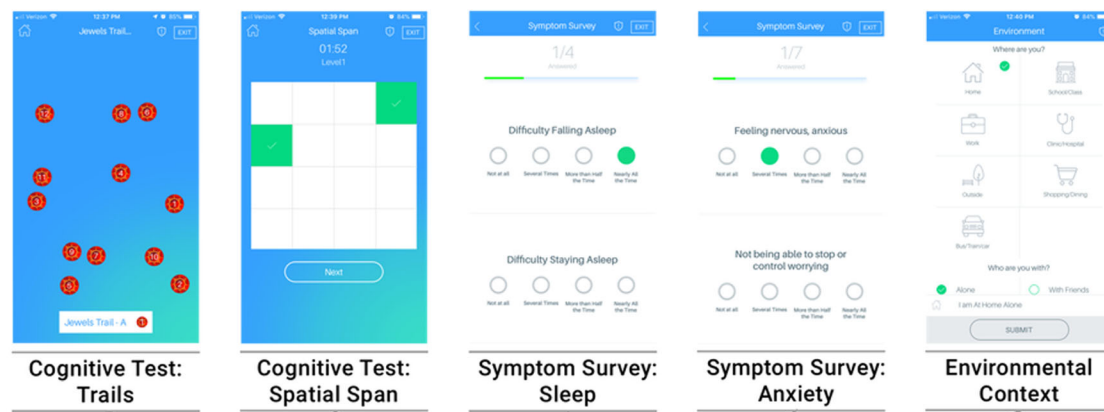 Verizon 12:37 PM 85%
Jewels Trail... EXIT
12 8 6
11 4
3 1
9 7 10
5 2
Jewels Trail - A 1
Cognitive Test:
Trails
Verizon 12:39 PM 84%
Spatial Span EXIT
01:52
Level1
Next
Cognitive Test:
Spatial Span
Symptom Survey EXIT
1/4
Answered
Difficulty Falling Asleep
Not at all Several Times More than Half Nearly All
the Time the Time
Difficulty Staying Asleep
Not at all Several Times More than Half Nearly All
the Time the Time
Symptom Survey:
Sleep
Symptom Survey EXIT
1/7
Answered
Feeling nervous, anxious
Not at all Several Times More than Half Nearly All
the Time the Time
Not being able to stop or
control worrying
Not at all Several Times More than Half Nearly All
the Time the Time
Symptom Survey:
Anxiety
Verizon 12:40 PM 84%
Environment
Where are you?
Home School/Class
Work Clinic/Hospital
Outside Shopping/Dining
Bus/Train/car
Who are you with?
Alone With Friends
I am At Home Alone
SUBMIT
Environmental
Context